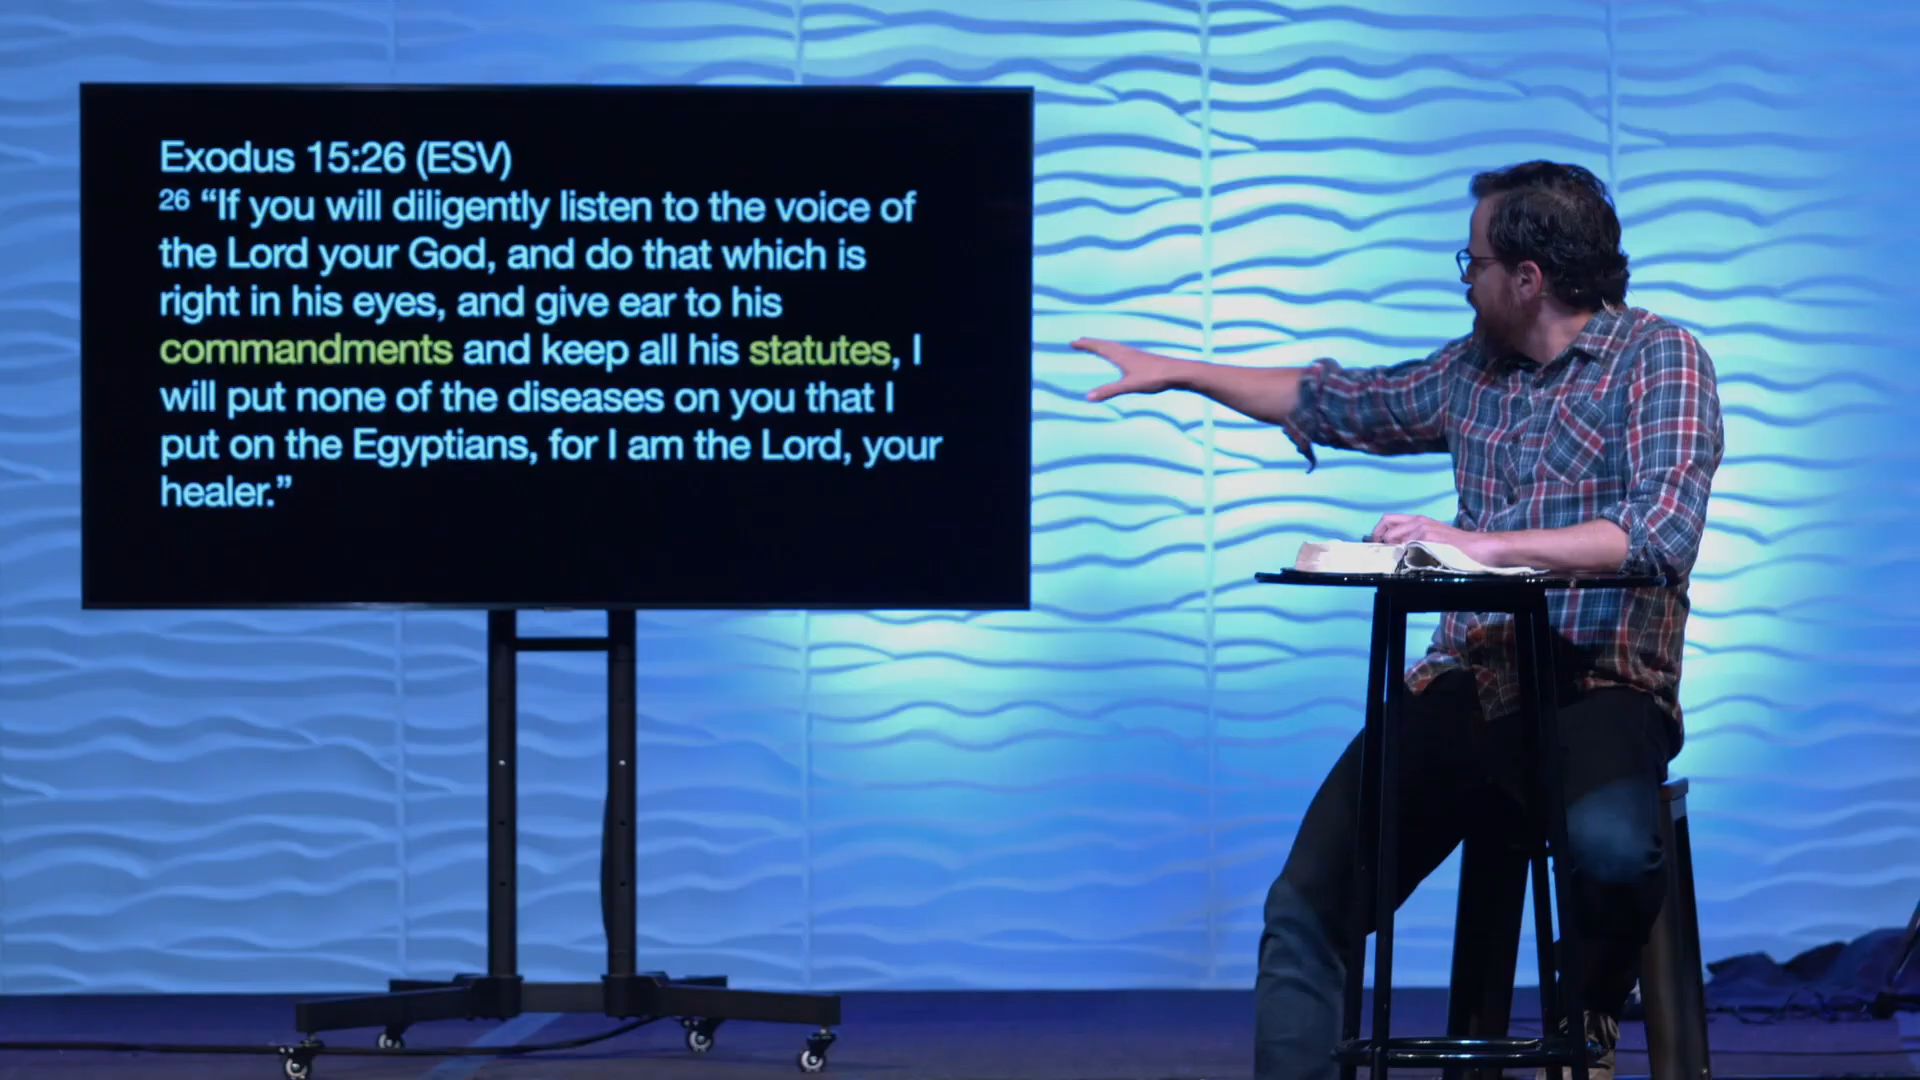 Exodus 15:26 (ESV)
26 “If you will diligently listen to the voice of
the Lord your God, and do that which is
right in his eyes, and give ear to his
commandments and keep all his statutes, I
will put none of the diseases on you that I
put on the Egyptians, for I am the Lord, your
healer.”